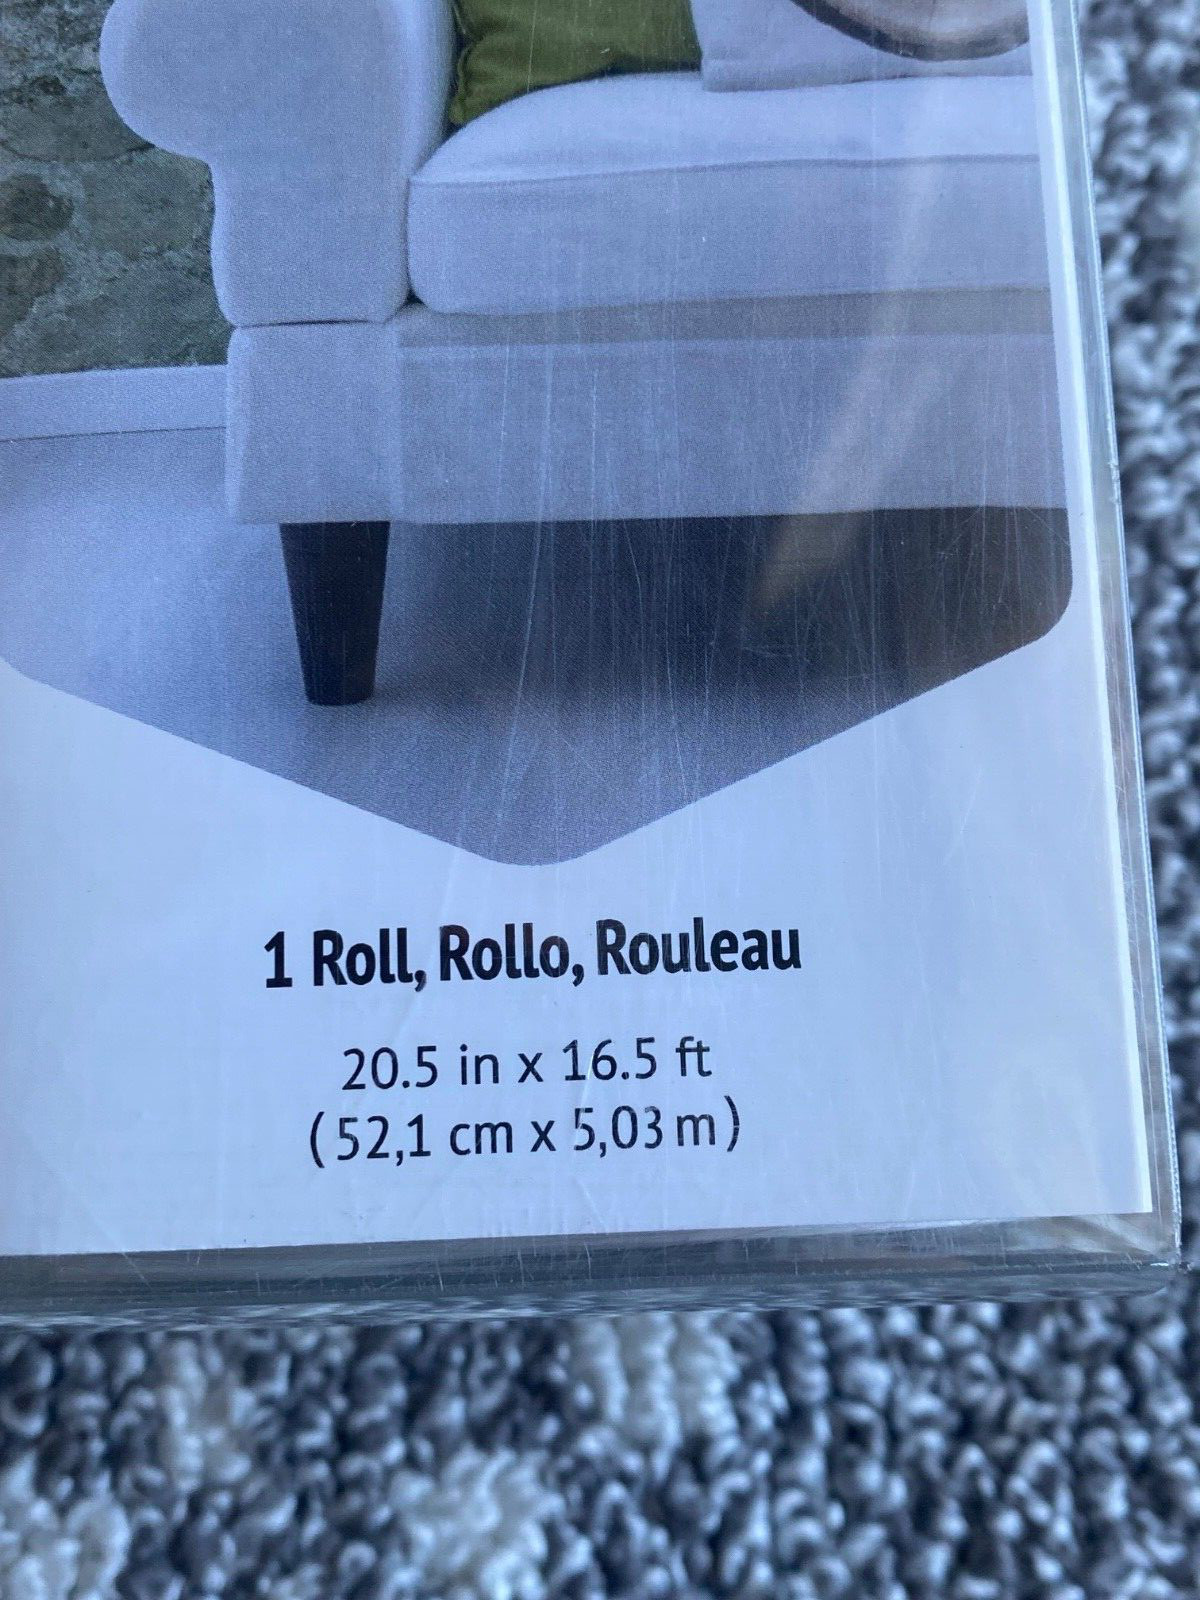 1 Roll, Rollo, Rouleau
20.5 in x 16.5 ft
(52,1 cm x 5,03 m)